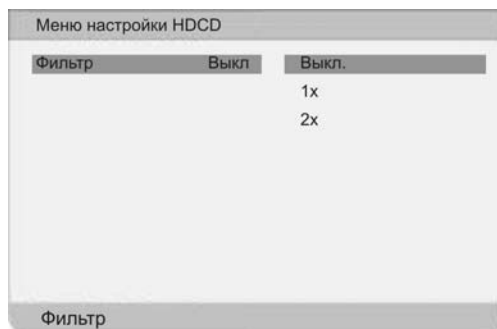 Меню настройки HDCD
Фильтр Выкл Выкл.
1x
2x
Фильтр